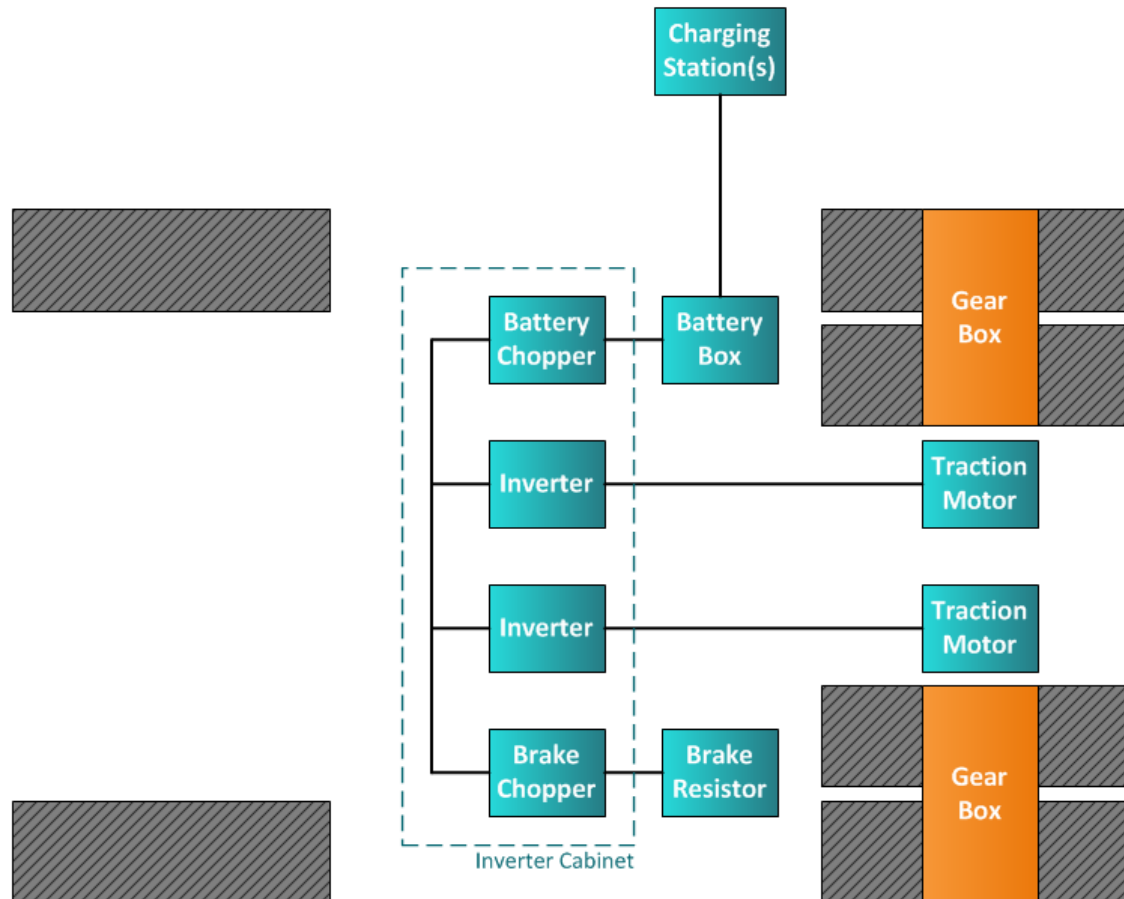 Charging
Station(s)
Battery
Chopper
Battery
Box
Gear
Box
Inverter
Traction
Motor
Inverter
Traction
Motor
Brake
Chopper
Brake
Resistor
Gear
Box
Inverter Cabinet